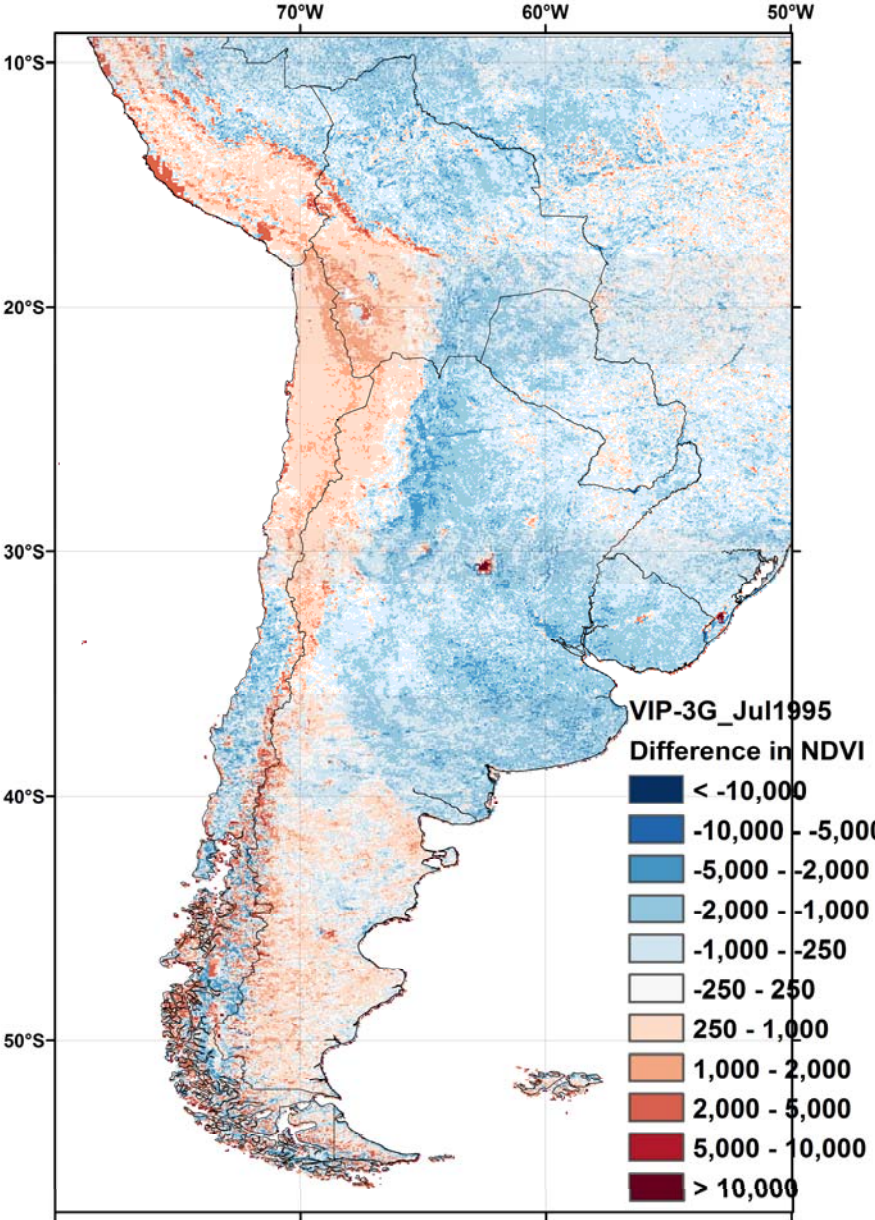 70°W 60°W 50°W
10°S
20°S
30°S
40°S
50°S
VIP-3G_Jul1995
Difference in NDVI
< -10,000
-10,000 - -5,000
-5,000 - -2,000
-2,000 - -1,000
-1,000 - -250
-250 - 250
250 - 1,000
1,000 - 2,000
2,000 - 5,000
5,000 - 10,000
> 10,000